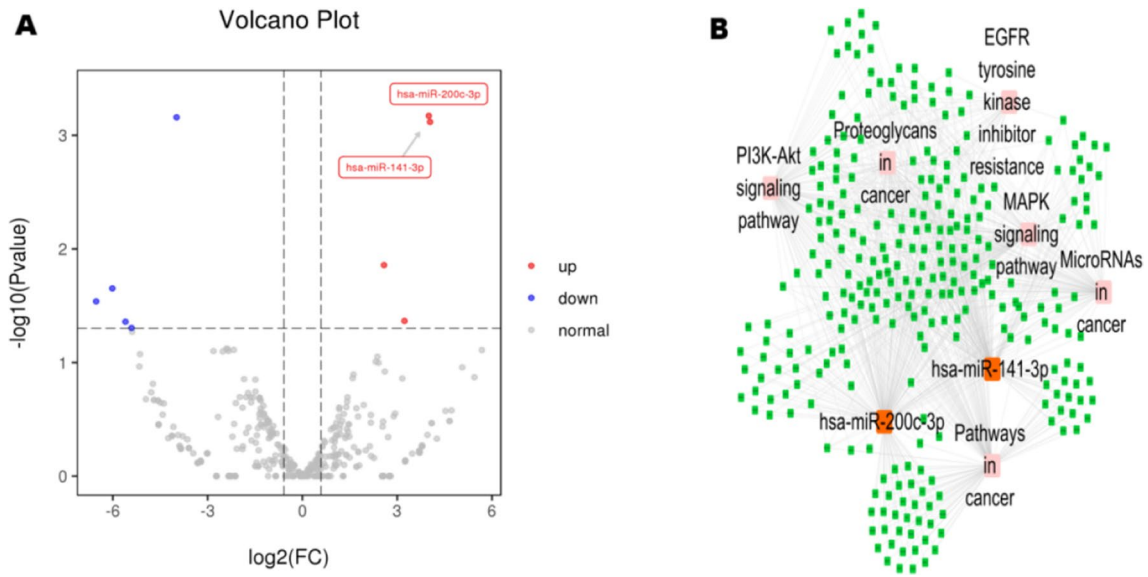 A
Volcano Plot
hsa-miR-200c-3p
hsa-miR-141-3p
3
2
1
0
-log10(Pvalue)
-6
-3
0
3
6
log2(FC)
up
down
normal
B
EGFR
tyrosine
kinase
inhibitor
resistance
Proteoglycans
in
cancer
PI3K-Akt
signaling
pathway
MAPK
signaling
pathway
MicroRNAs
in
cancer
hsa-miR-141-3p
hsa-miR-200c-3p
Pathways
in
cancer